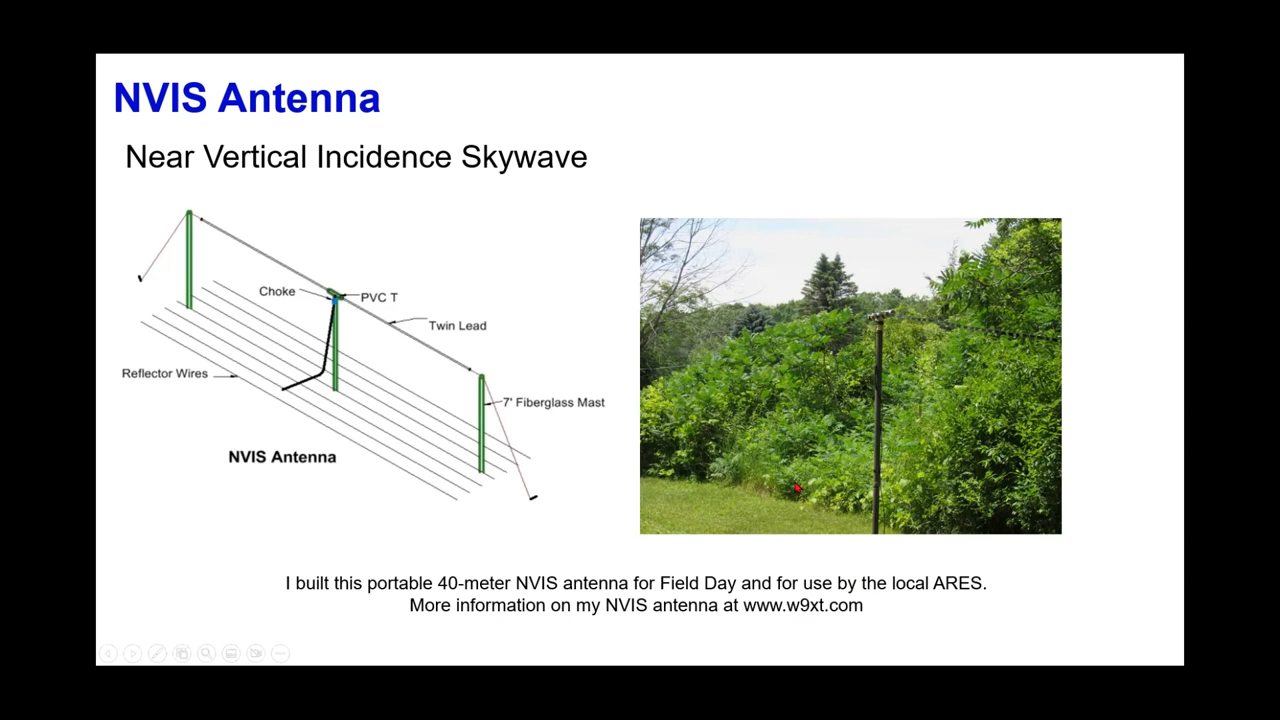 NVIS Antenna
Near Vertical Incidence Skywave
Choke
PVC T
Twin Lead
Reflector Wires
7' Fiberglass Mast
NVIS Antenna
I built this portable 40-meter NVIS antenna for Field Day and for use by the local ARES.
More information on my NVIS antenna at www.w9xt.com